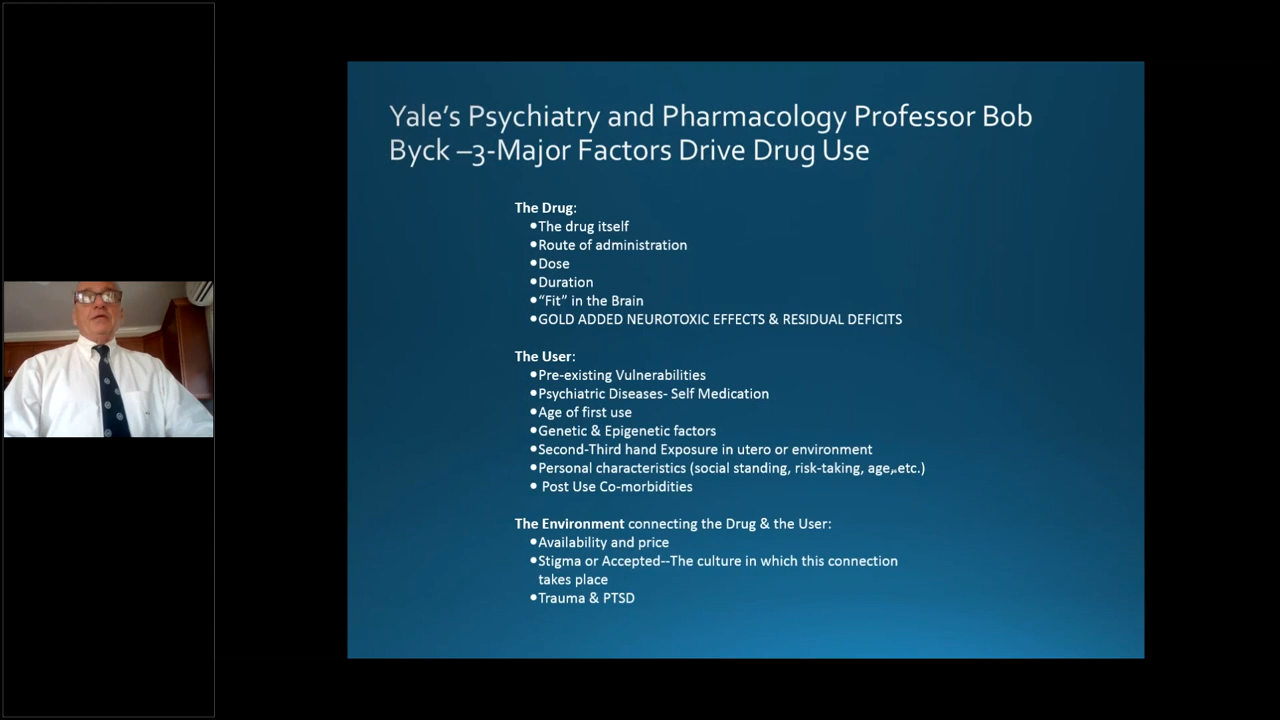 Yale's Psychiatry and Pharmacology Professor Bob
Byck –3-Major Factors Drive Drug Use
The Drug:
•The drug itself
•Route of administration
•Dose
•Duration
•“Fit” in the Brain
•GOLD ADDED NEUROTOXIC EFFECTS & RESIDUAL DEFICITS
The User:
•Pre-existing Vulnerabilities
•Psychiatric Diseases- Self Medication
•Age of first use
•Genetic & Epigenetic factors
•Second-Third hand Exposure in utero or environment
•Personal characteristics (social standing, risk-taking, age,.etc.)
• Post Use Co-morbidities
The Environment connecting the Drug & the User:
•Availability and price
•Stigma or Accepted--The culture in which this connection
takes place
•Trauma & PTSD